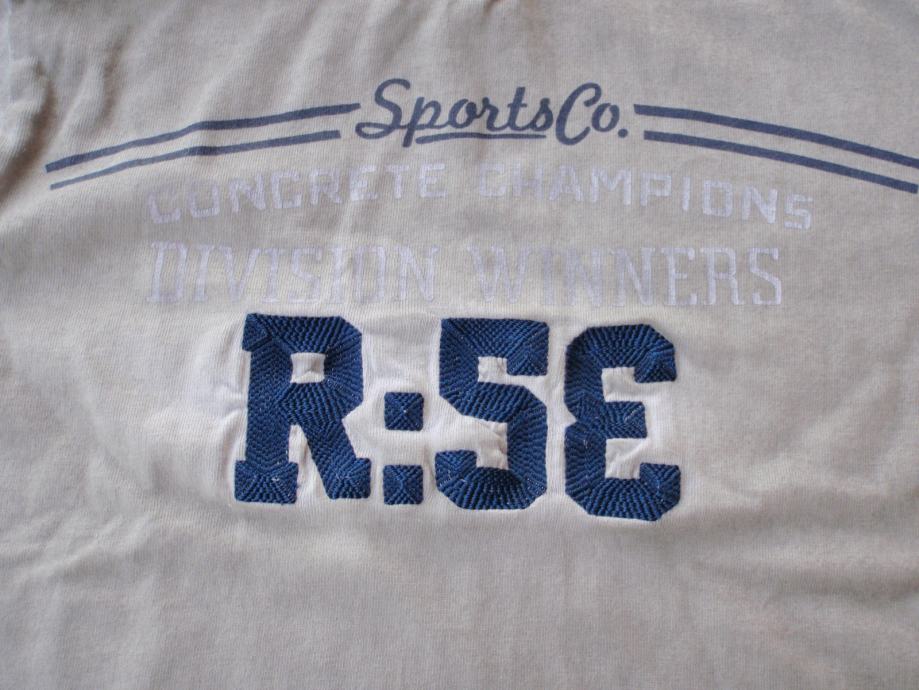 SportsCo.
CONCRETE CHAMPIONS
DIVISION WINNERS
R:5E